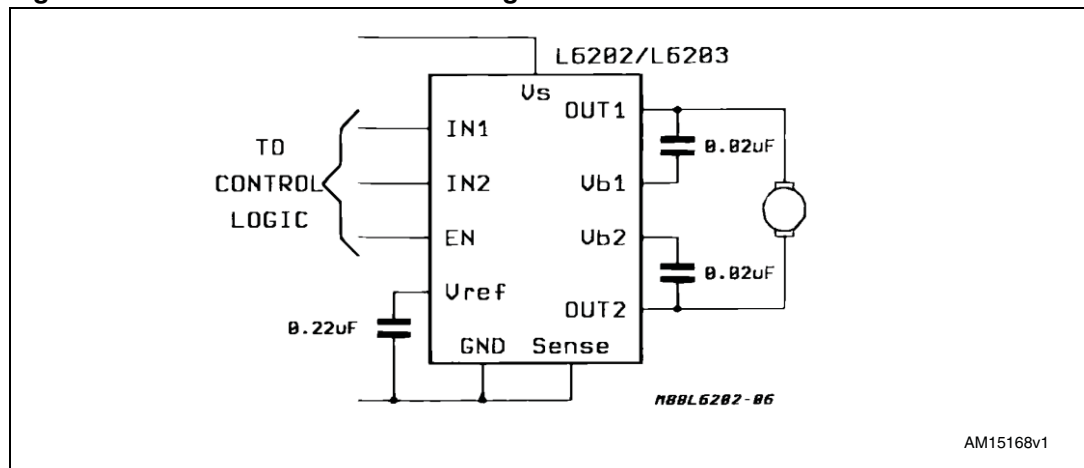 L6202/L6203
Vs
OUT1
IN1
0.02uF
TO
CONTROL
LOGIC
IN2
Vb1
EN
Vb2
0.02uF
Vref
OUT2
0.22uF
GND Sense
M88L6202-06
AM15168v1